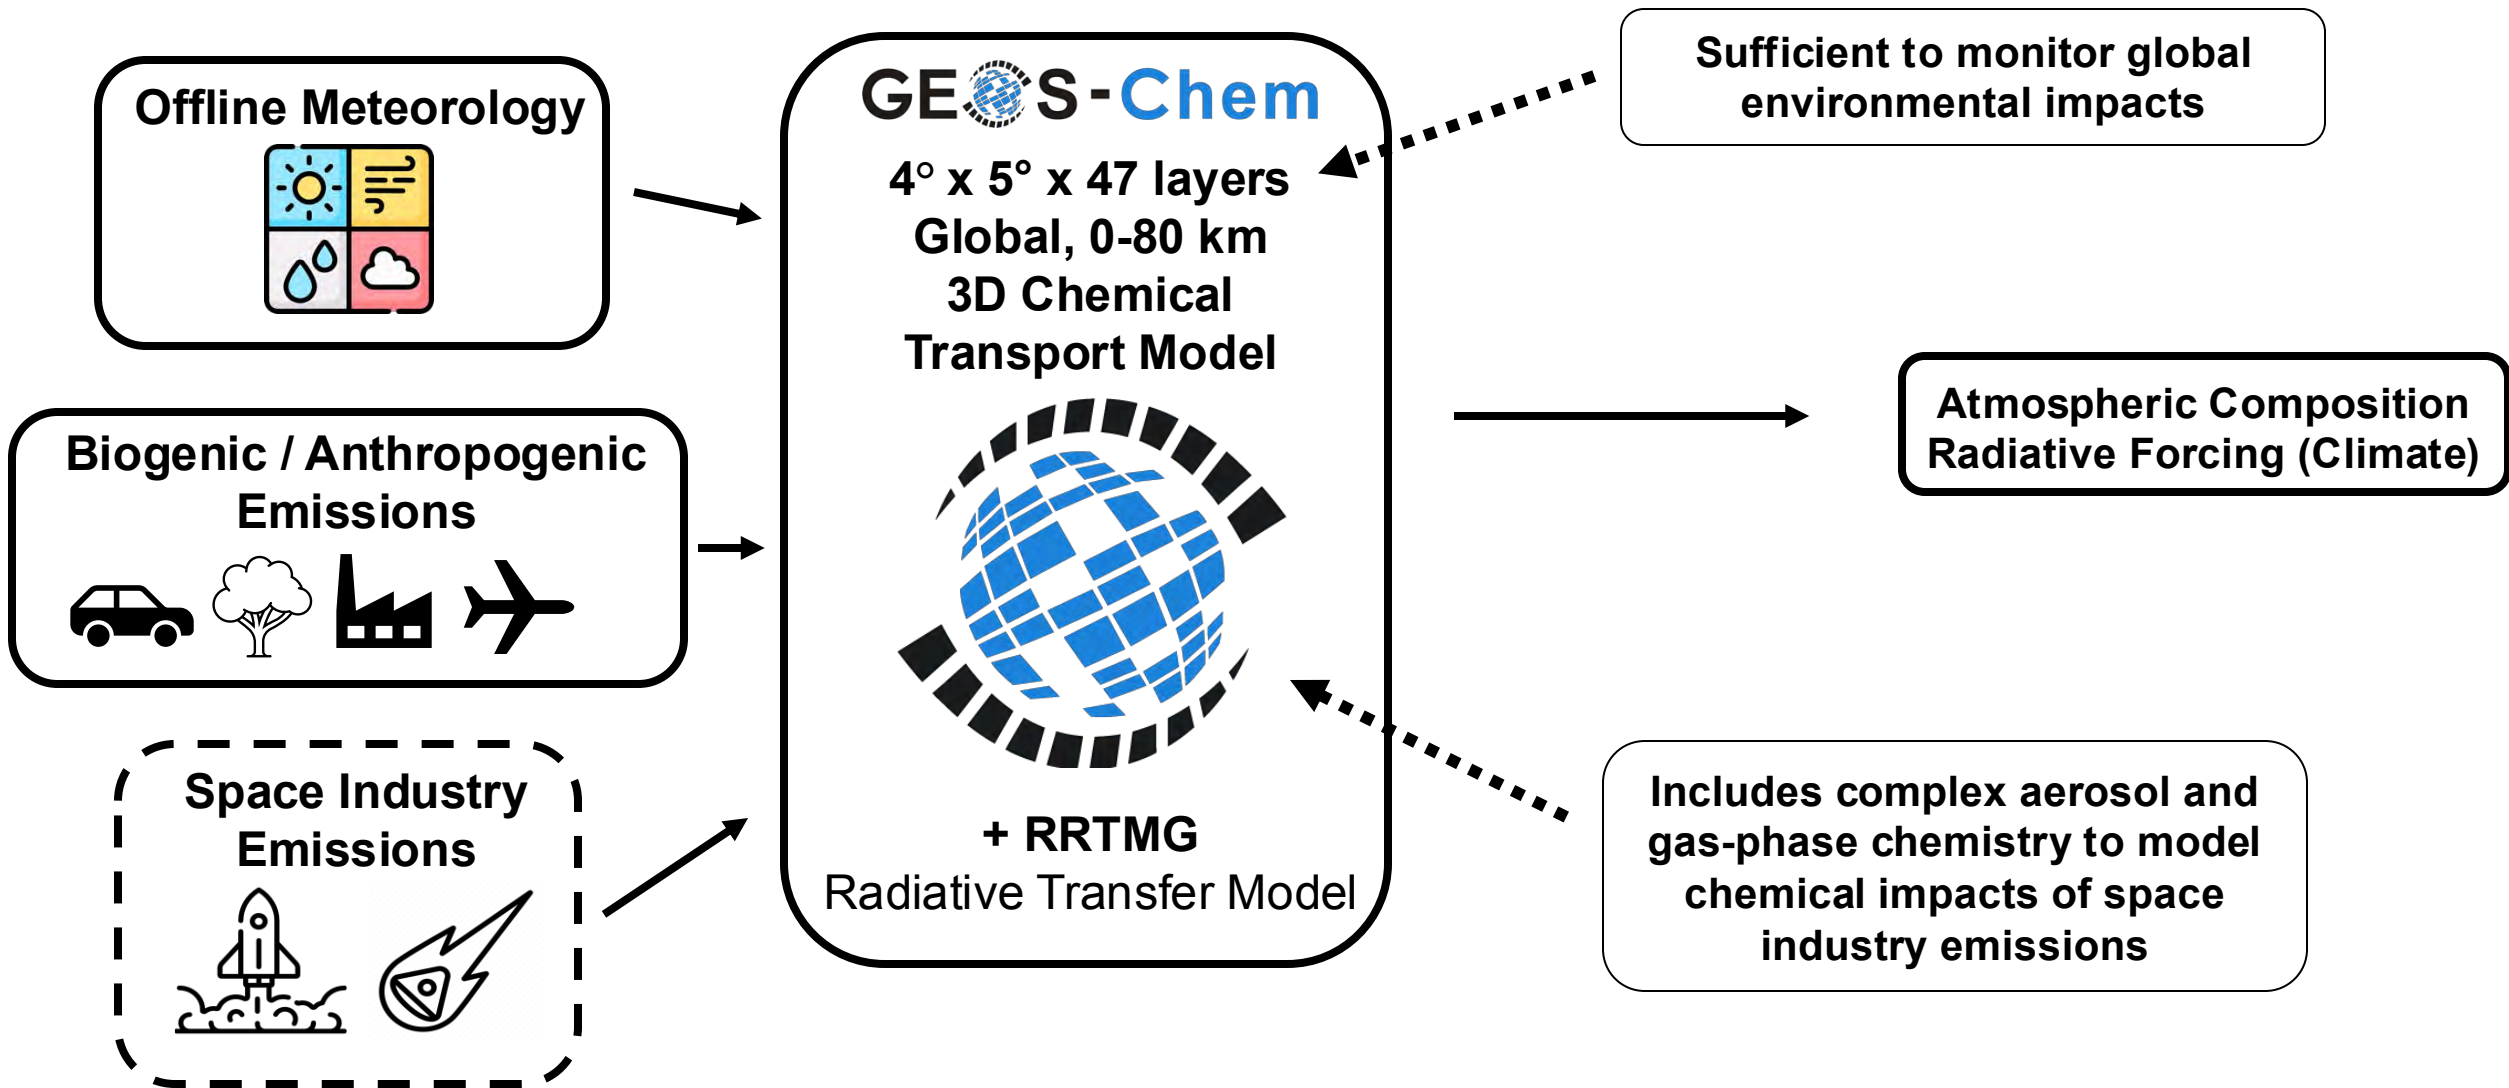 Offline Meteorology
Biogenic / Anthropogenic
Emissions
Space Industry
Emissions
GEOS-Chem
4° x 5° x 47 layers
Global, 0-80 km
3D Chemical
Transport Model
+ RRTMG
Radiative Transfer Model
Sufficient to monitor global
environmental impacts
Atmospheric Composition
Radiative Forcing (Climate)
Includes complex aerosol and
gas-phase chemistry to model
chemical impacts of space
industry emissions